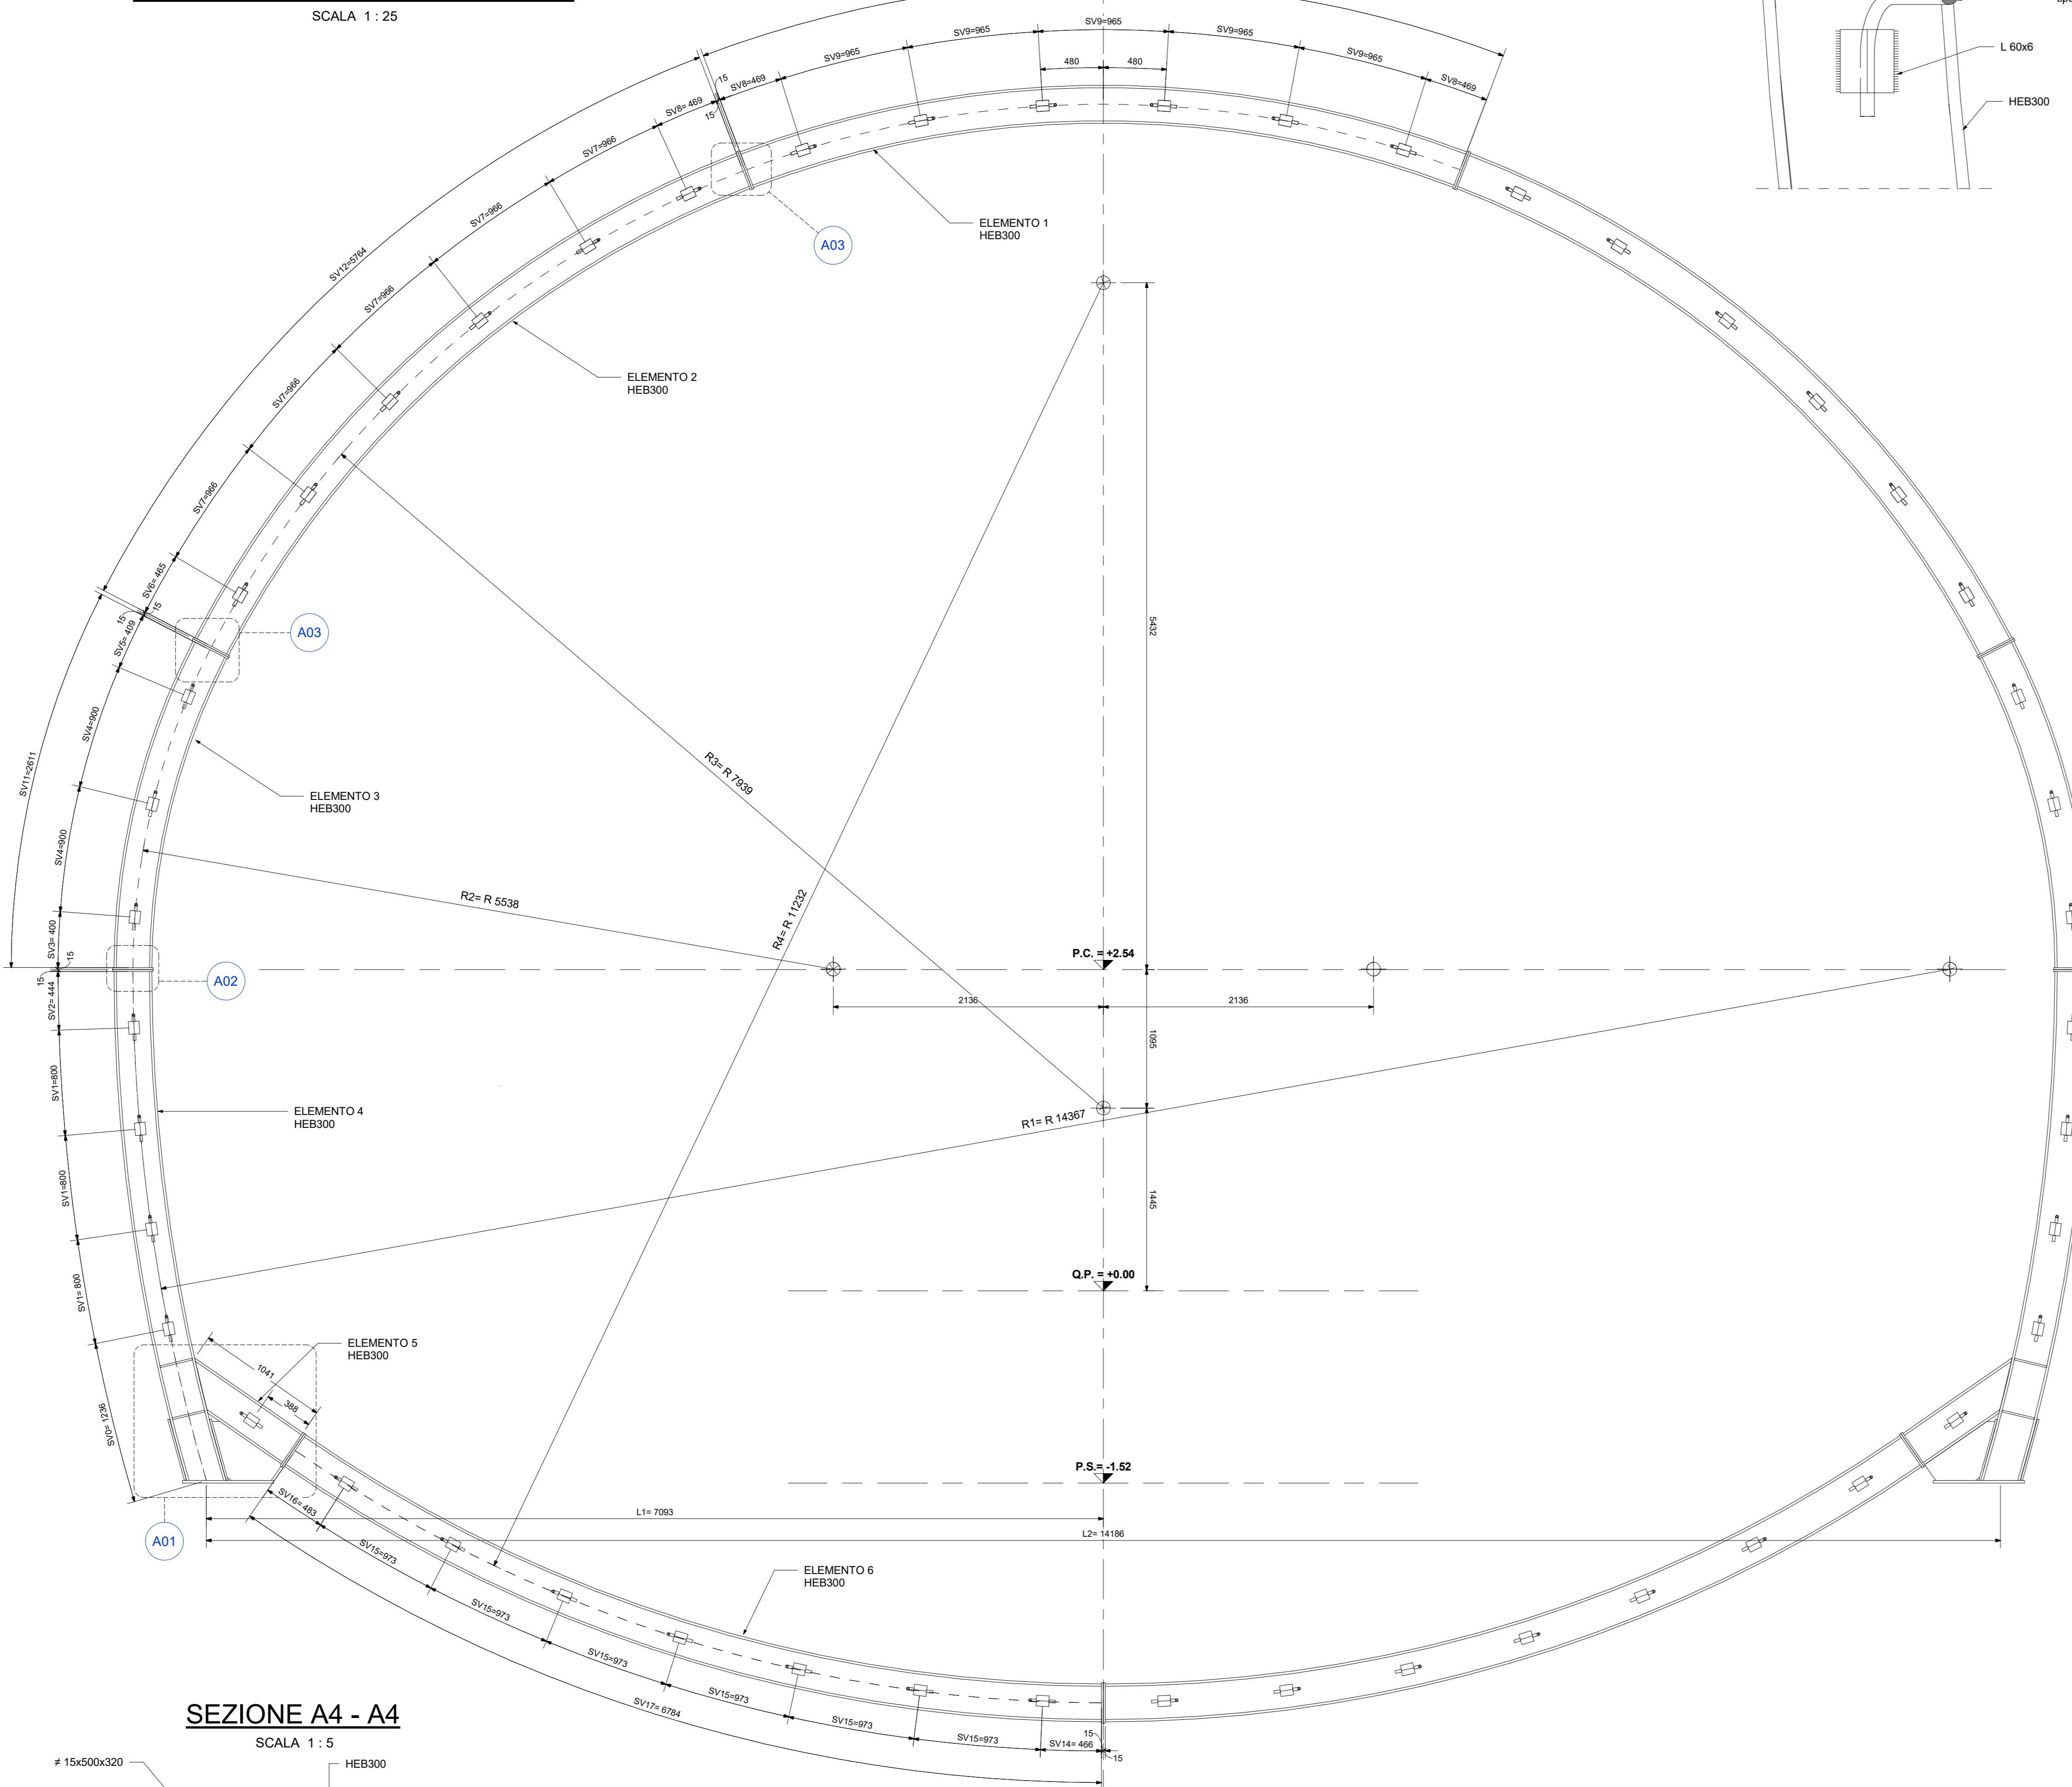 SCALA 1 : 25
SV9=965
SV9=965
SV9=965
SV9=965
SV9=965
480
480
15
SV8=469
SV8=469
SV8= 469
15
L 60x6
HEB300
SV7=966
SV7=966
SV7=966
SV7=966
SV7=966
SV12=5764
A03
ELEMENTO 1
HEB300
ELEMENTO 2
HEB300
SV6= 465
15
15
SV5= 409
A03
5432
SV4=900
SV11=2611
R3= R 7939
ELEMENTO 3
HEB300
SV4=900
R2= R 5538
R4= R 11232
SV3= 400
15
15
A02
P.C. = +2.54
SV2= 444
2136
2136
1095
SV1=800
ELEMENTO 4
HEB300
R1= R 14367
SV1=800
1445
Q.P. = +0.00
SV1= 800
ELEMENTO 5
HEB300
1041
388
SV0= 1236
P.S.= -1.52
SV16= 483
L1= 7093
A01
L2= 14186
SV15=973
ELEMENTO 6
HEB300
SV15=973
SV15=973
SV15=973
SV15=973
SV15=973
SV17= 6784
SV14= 466
15
15
SEZIONE A4 - A4
SCALA 1 : 5
≠ 15x500x320
HEB300